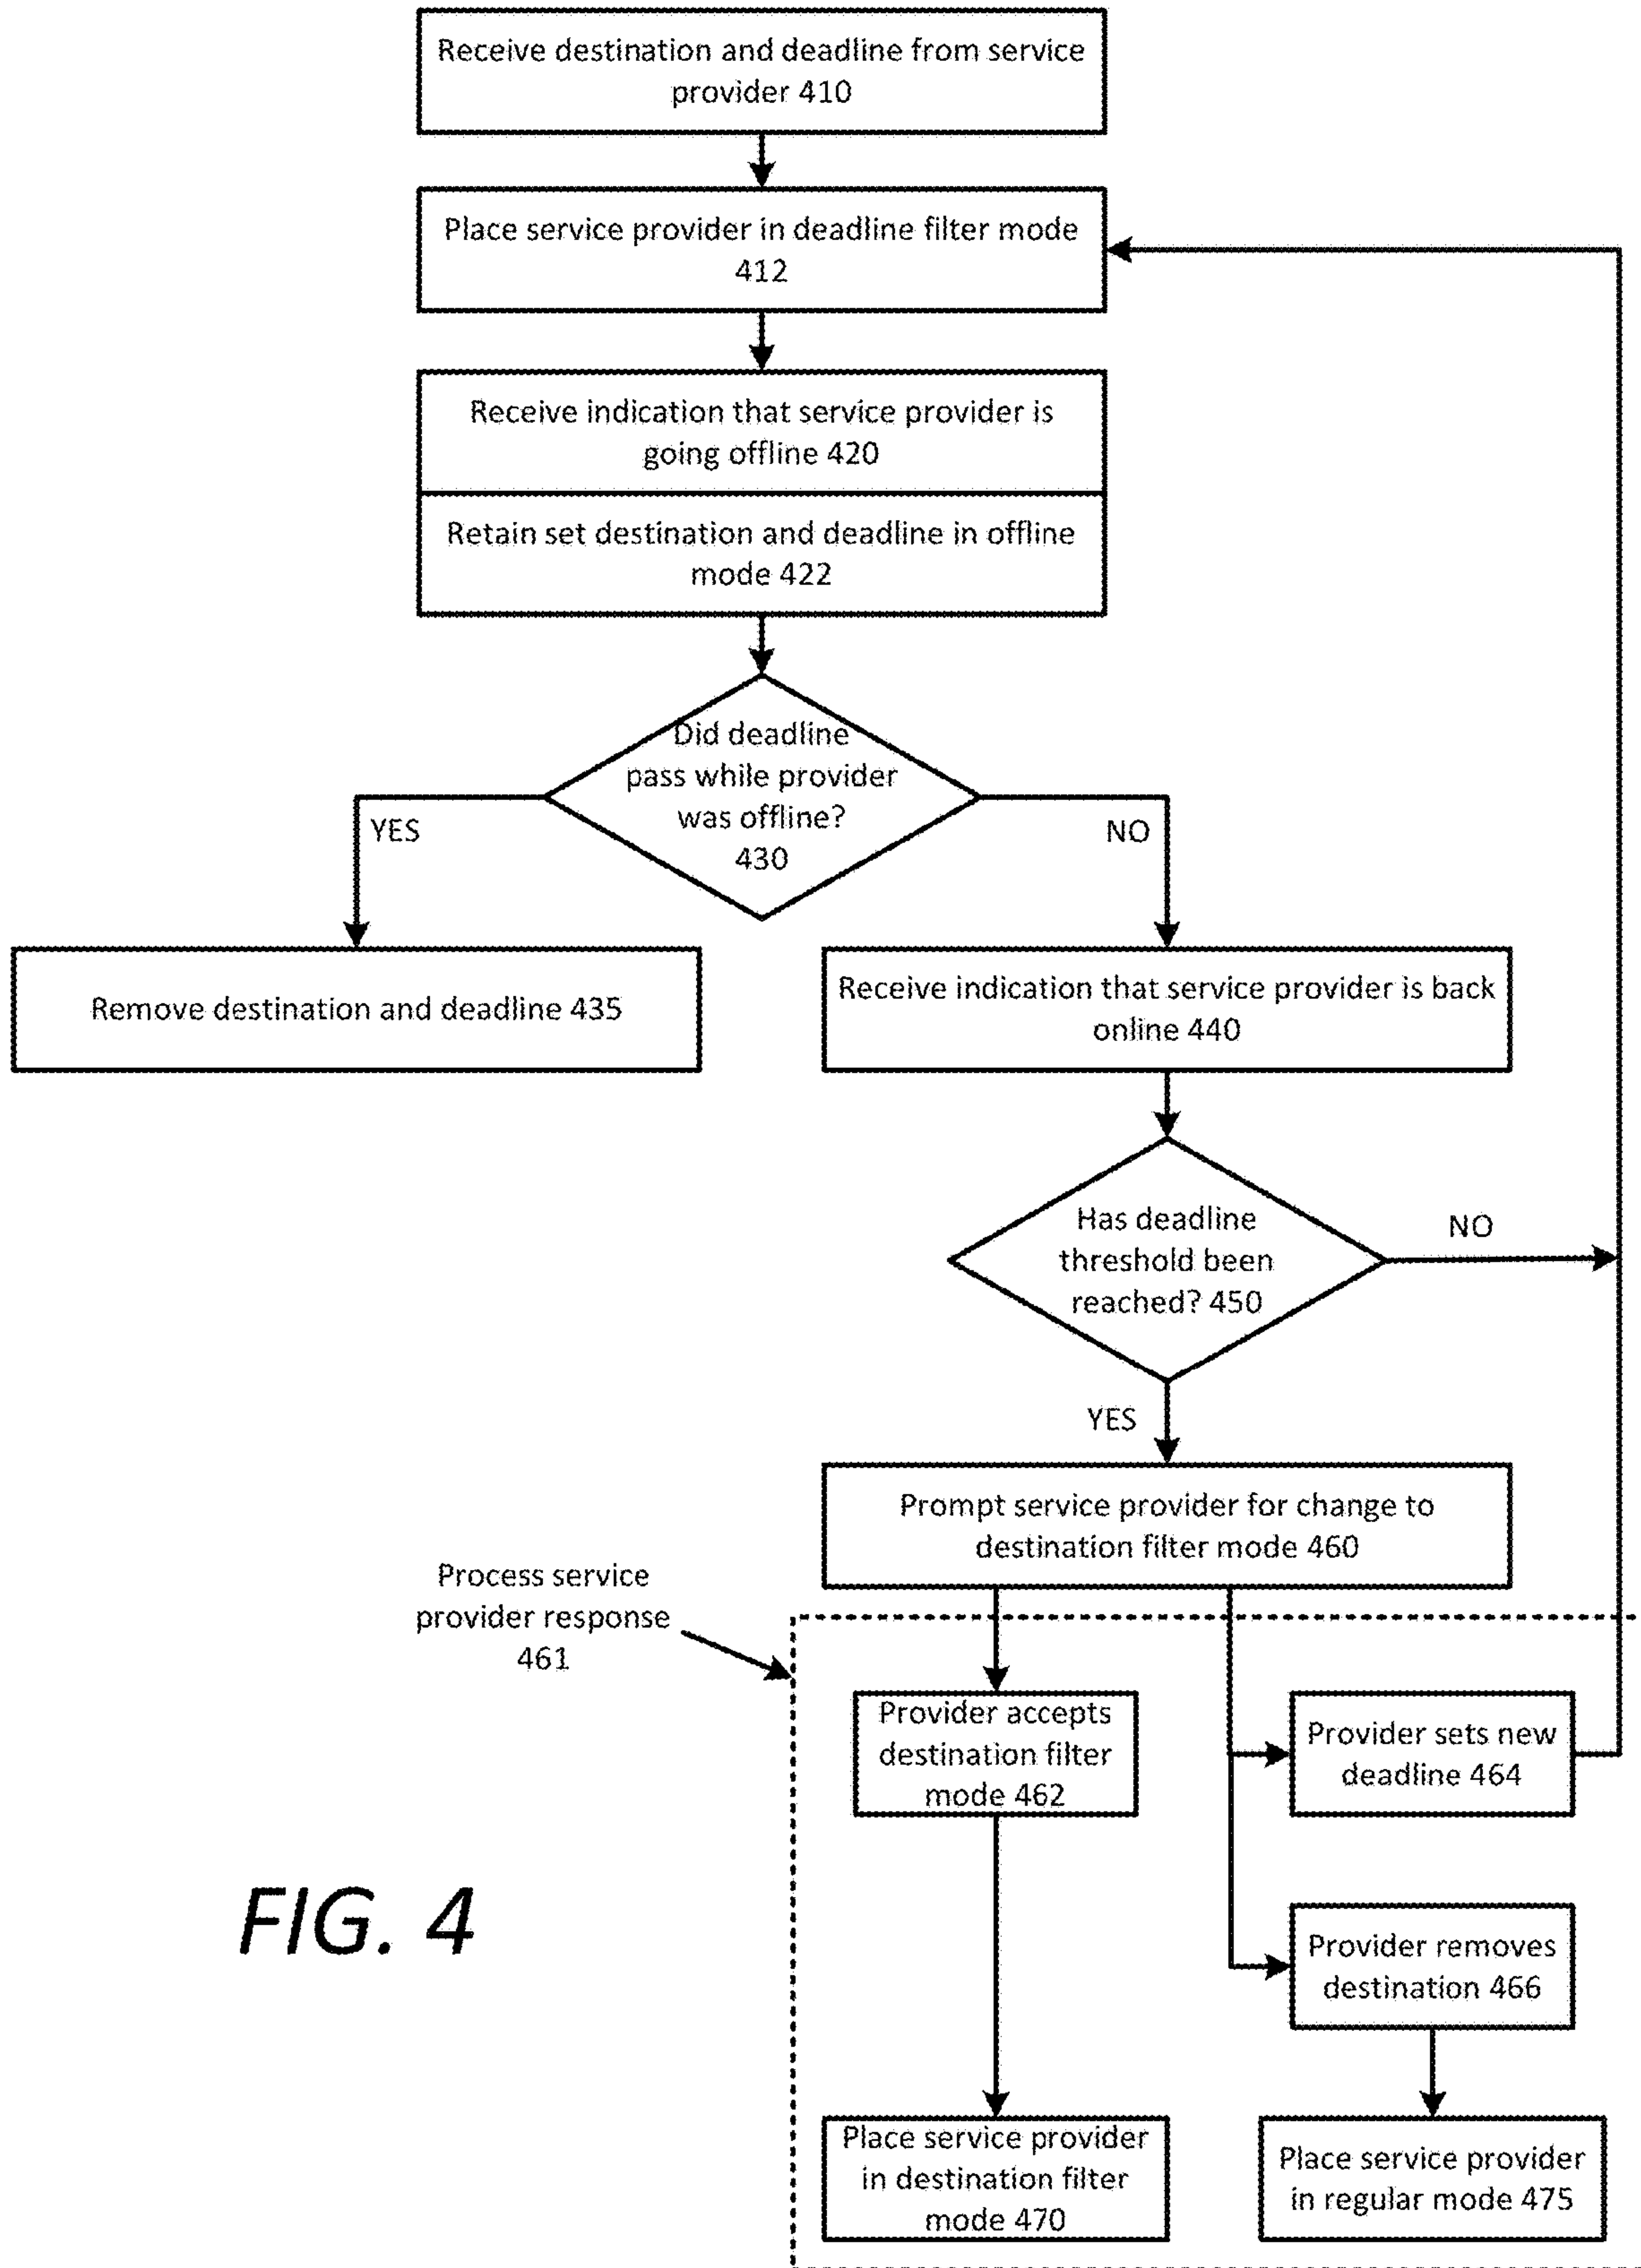 Receive destination and deadline from service
provider 410
Place service provider in deadline filter mode
412
Receive indication that service provider is
going offline 420
Retain set destination and deadline in offline
mode 422
Did deadline
pass while provider
was offline?
430
YES
NO
Remove destination and deadline 435
Receive indication that service provider is back
online 440
Has deadline
threshold been
reached? 450
NO
YES
Prompt service provider for change to
destination filter mode 460
Process service
provider response
461
Provider accepts
destination filter
mode 462
Provider sets new
deadline 464
Provider removes
destination 466
Place service provider
in destination filter
mode 470
Place service provider
in regular mode 475
FIG. 4